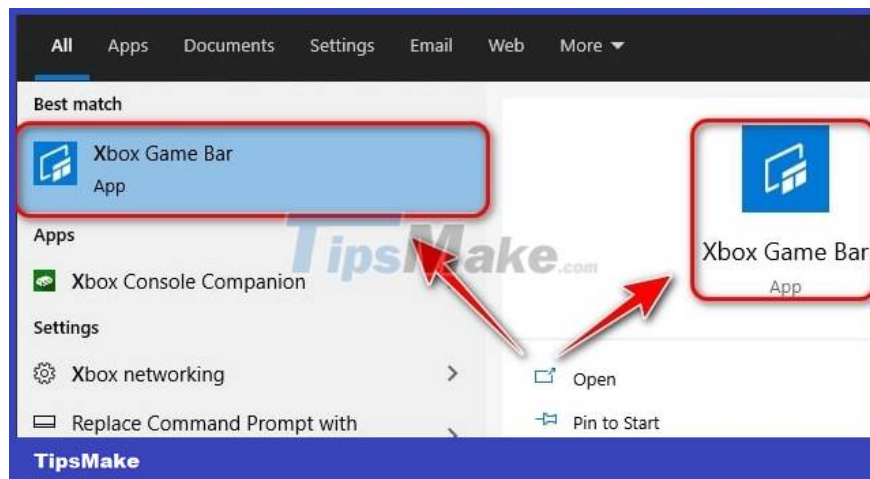 All Apps Documents Settings Email Web More
Best match
Xbox Game Bar
App
Apps
Xbox Console Companion
Settings
Xbox networking
Replace Command Prompt with
Xbox Game Bar
App
Open
Pin to Start
TipsMake.com
TipsMake